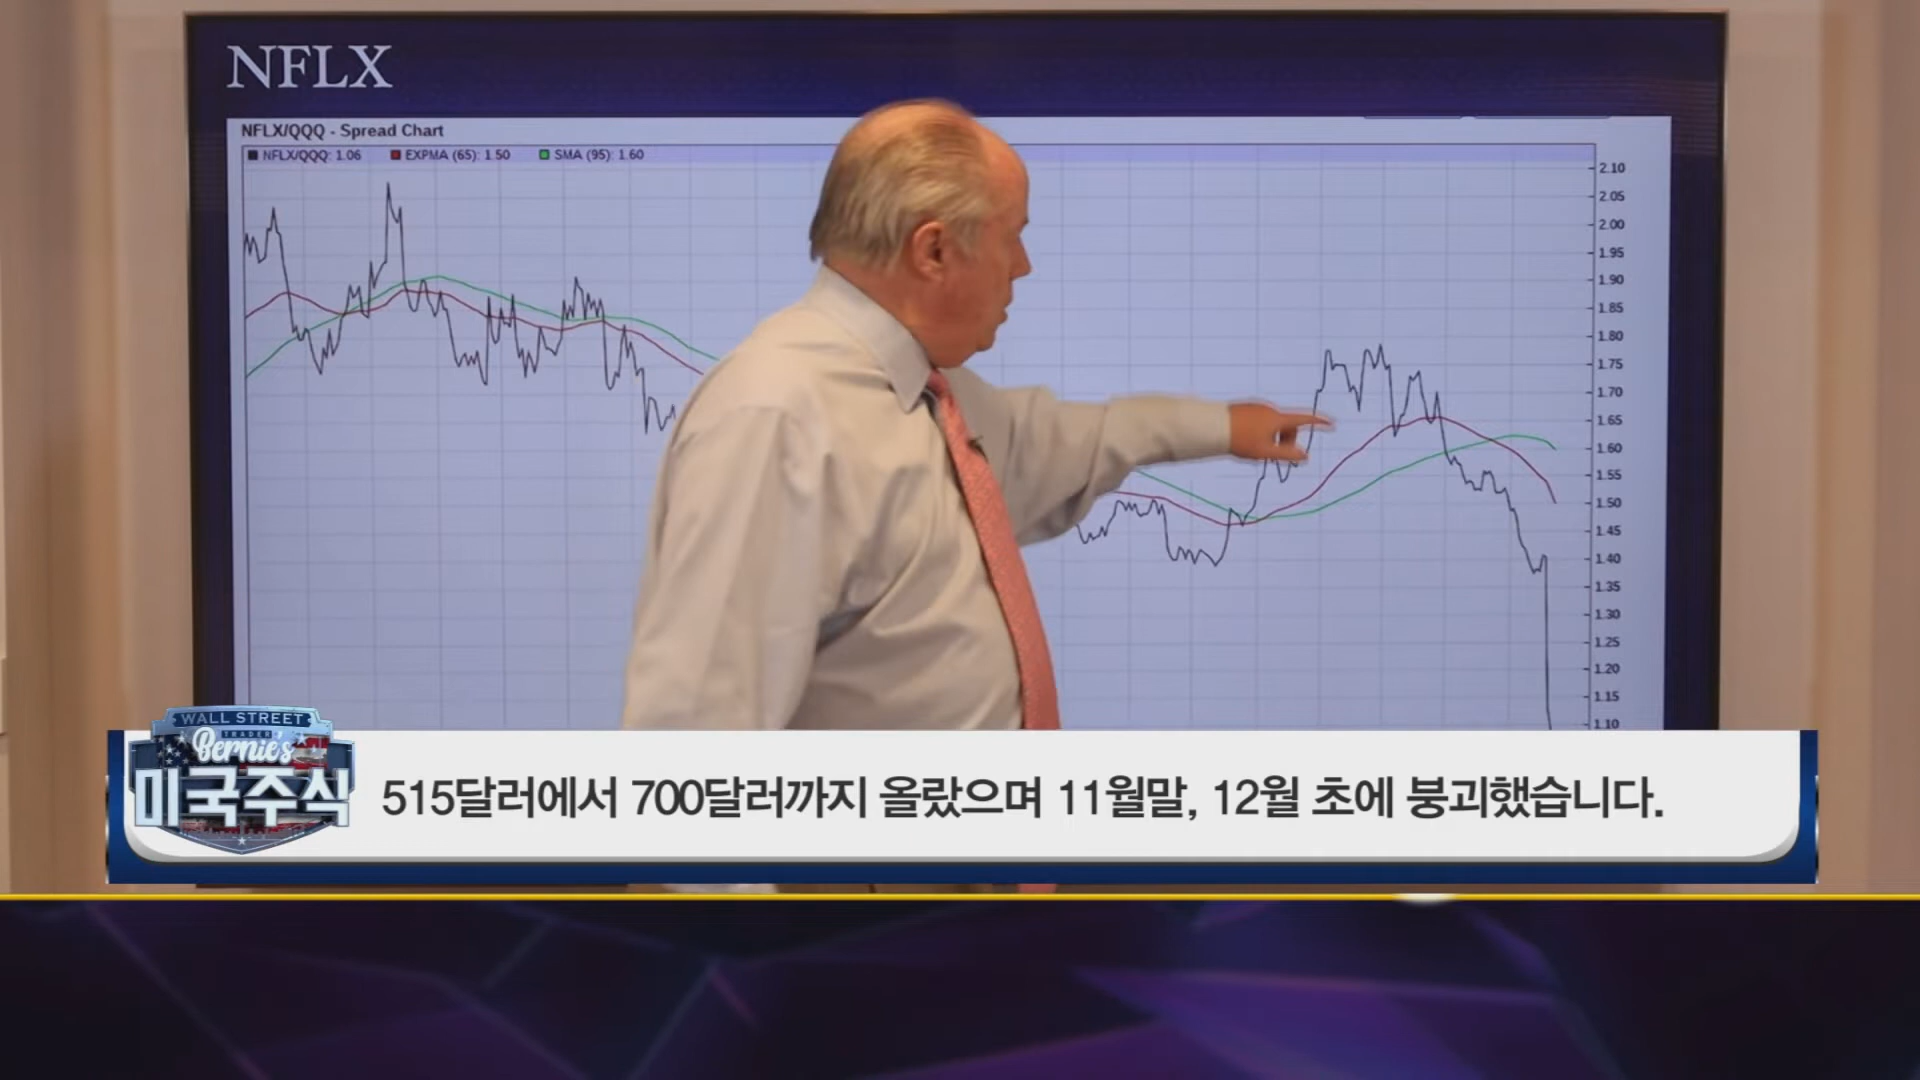 NFLX
NFLX/QQQ - Spread Chart
NFLX/QQQ: 1.06 EXPMA (65): 1.50 SMA (95): 1.60
2.10
2.05
2.00
1.95
1.90
1.85
1.80
1.75
1.70
1.65
1.60
1.55
1.50
1.45
1.40
1.35
1.30
1.25
1.20
1.15
1.10
WALL STREET
TRADER
Bernie's
미국주식
515달러에서 700달러까지 올랐으며 11월말, 12월 초에 붕괴했습니다.